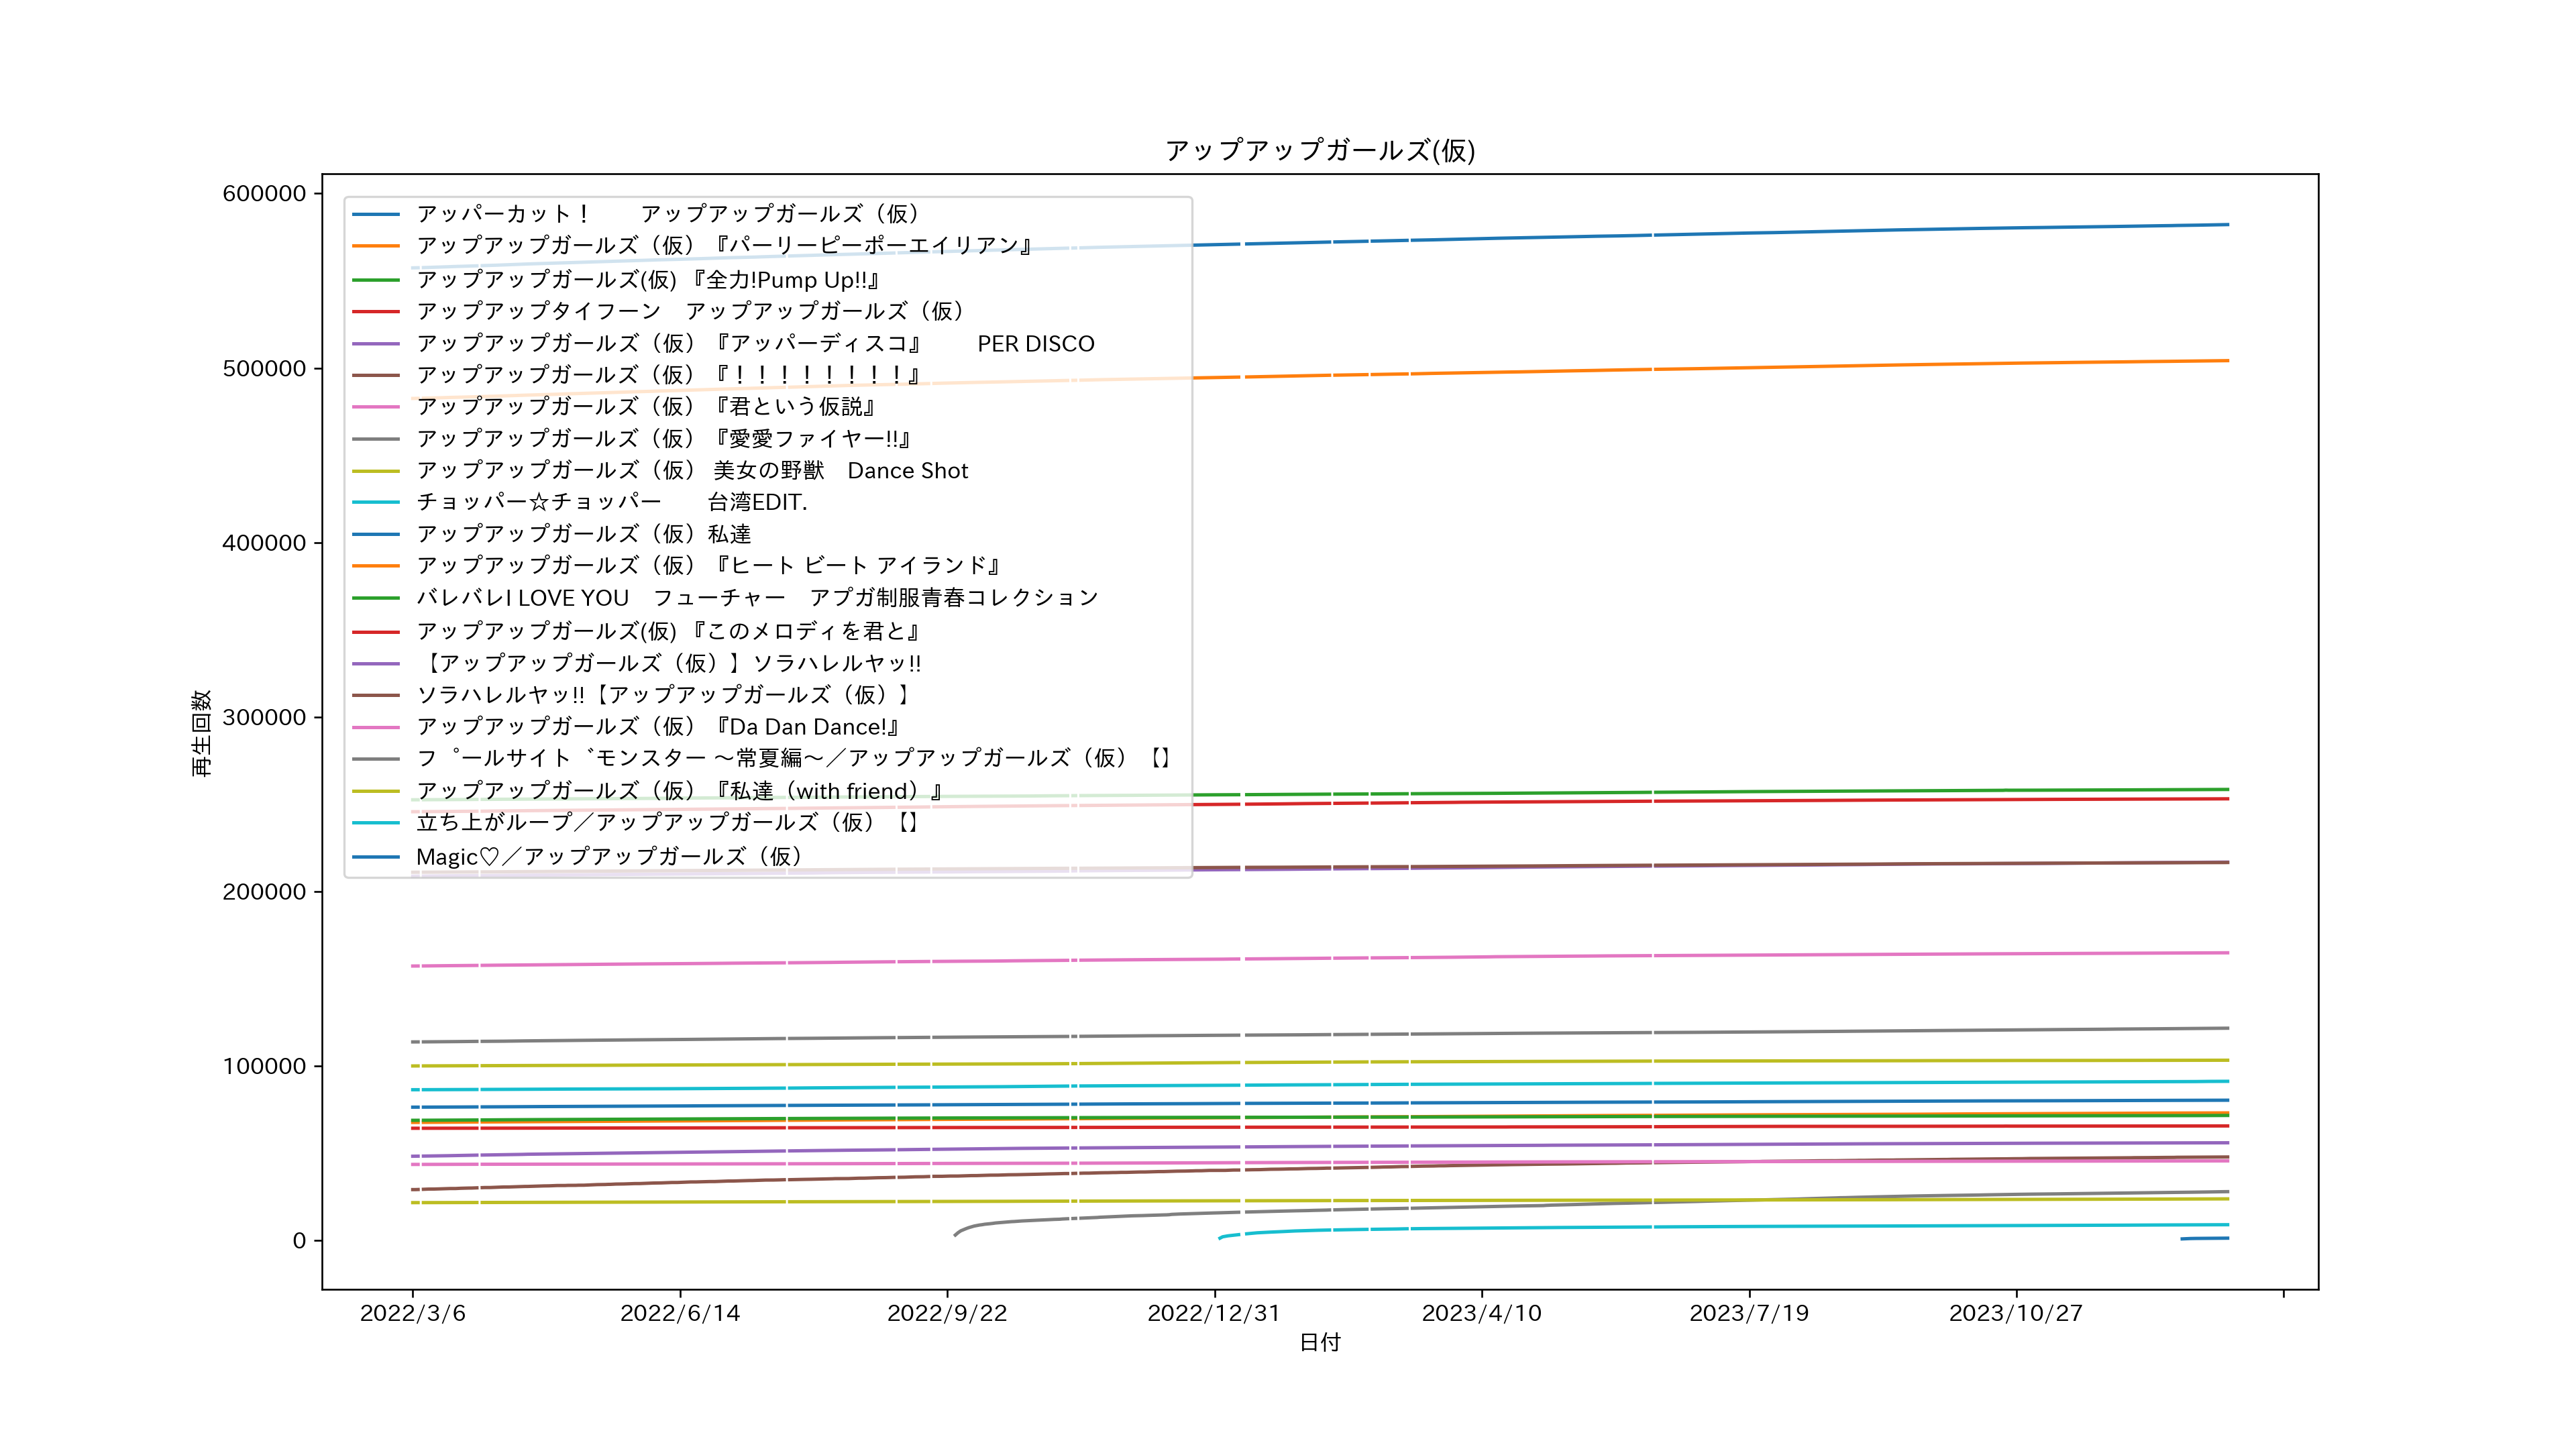 アップアップガールズ(仮)
600000
500000
400000
300000
200000
100000
0
再生回数
アッパーカット！　　アップアップガールズ（仮）
アップアップガールズ（仮）『パーリーピーポーエイリアン』
アップアップガールズ(仮) 『全力!Pump Up!!』
アップアップタイフーン　アップアップガールズ（仮）
アップアップガールズ（仮）『アッパーディスコ』　　PER DISCO
アップアップガールズ（仮）『！！！！！！！！』
アップアップガールズ（仮）『君という仮説』
アップアップガールズ（仮）『愛愛ファイヤー!!』
アップアップガールズ（仮） 美女の野獣　Dance Shot
チョッパー☆チョッパー　　台湾EDIT.
アップアップガールズ（仮）私達
アップアップガールズ（仮）『ヒート ビート アイランド』
バレバレI LOVE YOU　フューチャー　アプガ制服青春コレクション
アップアップガールズ(仮) 『このメロディを君と』
【アップアップガールズ（仮）】ソラハレルヤッ!!
ソラハレルヤッ!!【アップアップガールズ（仮）】
アップアップガールズ（仮）『Da Dan Dance!』
フ゜ールサイト゛モンスター 〜常夏編〜／アップアップガールズ（仮）【】
アップアップガールズ（仮）『私達（with friend）』
立ち上がループ／アップアップガールズ（仮）【】
Magic♡／アップアップガールズ（仮）
2022/3/6 2022/6/14 2022/9/22 2022/12/31 2023/4/10 2023/7/19 2023/10/27
日付